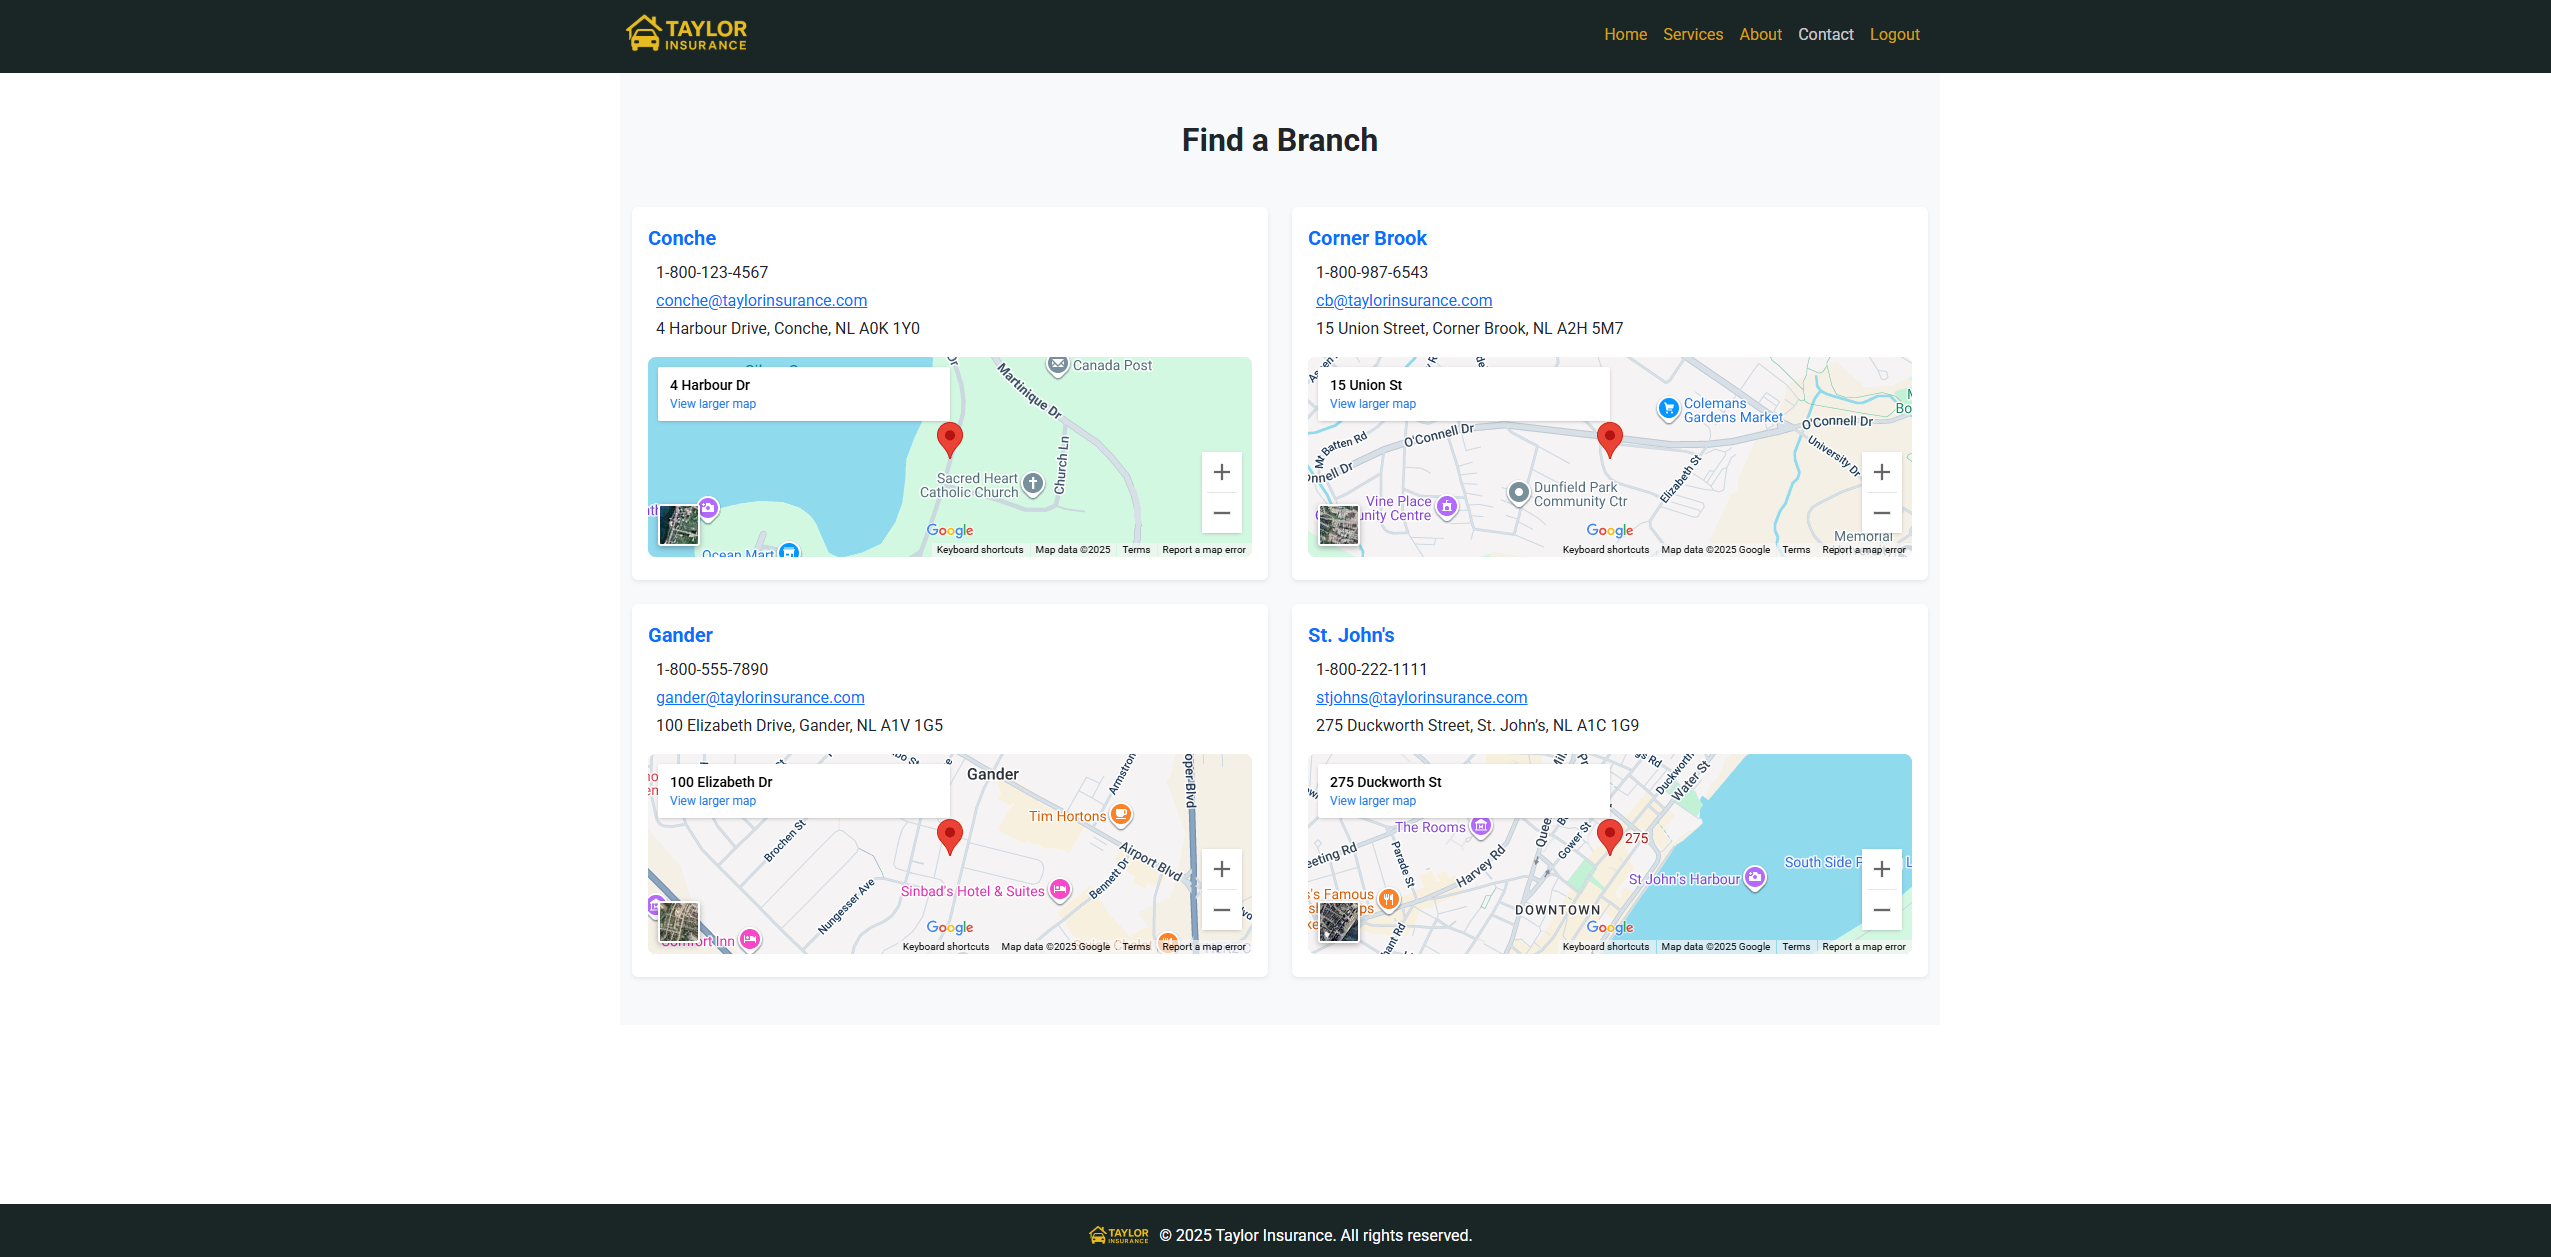 TAYLOR
INSURANCE
Home Services About Contact Logout
Find a Branch
Conche
1-800-123-4567
conche@taylorinsurance.com
4 Harbour Drive, Conche, NL A0K 1Y0
4 Harbour Dr
View larger map
Canada Post
Martinique Dr
Dr
Church Ln
Sacred Heart
Catholic Church
Ocean Mart
Google
Keyboard shortcuts Map data ©2025 Terms Report a map error
Corner Brook
1-800-987-6543
cb@taylorinsurance.com
15 Union Street, Corner Brook, NL A2H 5M7
15 Union St
View larger map
Colemans
Gardens Market
O'Connell Dr
O'Connell Dr
University Dr
Mt Batten Rd
Elizabeth St
Dunfield Park
Community Ctr
Vine Place
Centre
Memorial
Google
Keyboard shortcuts Map data ©2025 Google Terms Report a map error
Gander
1-800-555-7890
gander@taylorinsurance.com
100 Elizabeth Drive, Gander, NL A1V 1G5
100 Elizabeth Dr
View larger map
Gander
Tim Hortons
Airport Blvd
Brochen St
Bennett Dr
Sinbad's Hotel & Suites
Nungesser Ave
Inn
Google
Keyboard shortcuts Map data ©2025 Google Terms Report a map error
St. John's
1-800-222-1111
stjohns@taylorinsurance.com
275 Duckworth Street, St. John’s, NL A1C 1G9
275 Duckworth St
View larger map
Water St
The Rooms
275
Gower St
Harvey Rd
Parade St
South Side
St John's Harbour
Famous
DOWNTOWN
Google
Keyboard shortcuts Map data ©2025 Google Terms Report a map error
TAYLOR
INSURANCE
© 2025 Taylor Insurance. All rights reserved.